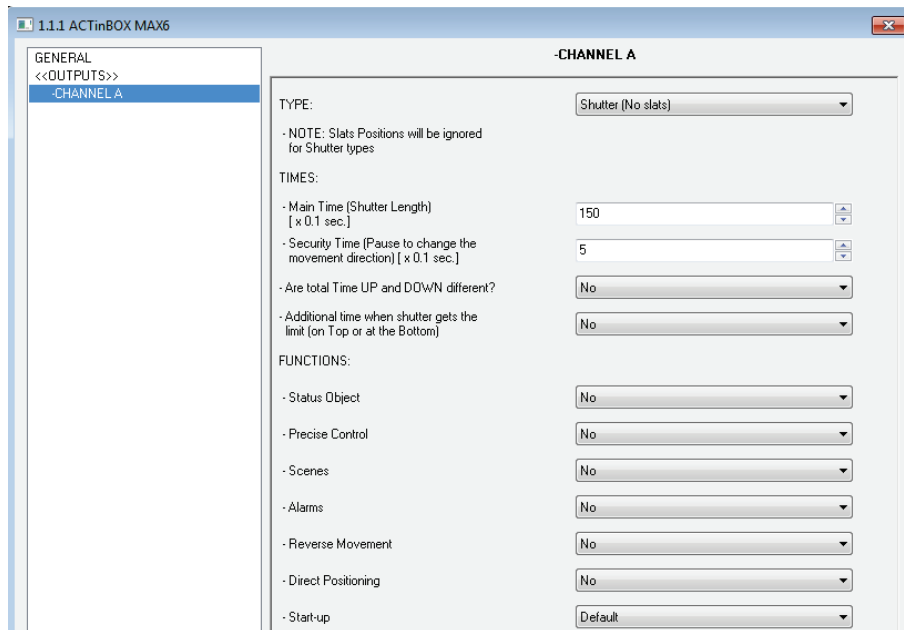 1.1.1 ACTinBOX MAX6
GENERAL
<<OUTPUTS>>
-CHANNEL A
-CHANNEL A
TYPE:
Shutter (No slats)
- NOTE: Slats Positions will be ignored
for Shutter types
TIMES:
- Main Time (Shutter Length)
[ x 0.1 sec.]
150
- Security Time (Pause to change the
movement direction) [ x 0.1 sec.]
5
- Are total Time UP and DOWN different?
No
- Additional time when shutter gets the
limit (on Top or at the Bottom)
No
FUNCTIONS:
- Status Object
No
- Precise Control
No
- Scenes
No
- Alarms
No
- Reverse Movement
No
- Direct Positioning
No
- Start-up
Default